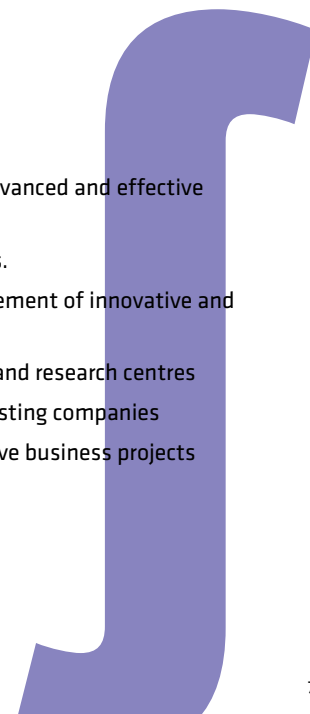 vanced and effective
s.
ement of innovative and
and research centres
sting companies
ve business projects